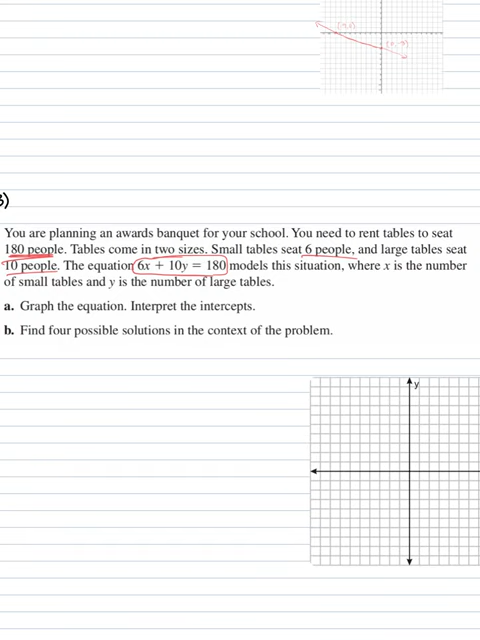 3)
You are planning an awards banquet for your school. You need to rent tables to seat
180 people. Tables come in two sizes. Small tables seat 6 people, and large tables seat
10 people. The equation 6x + 10y = 180 models this situation, where x is the number
of small tables and y is the number of large tables.
a. Graph the equation. Interpret the intercepts.
b. Find four possible solutions in the context of the problem.
y